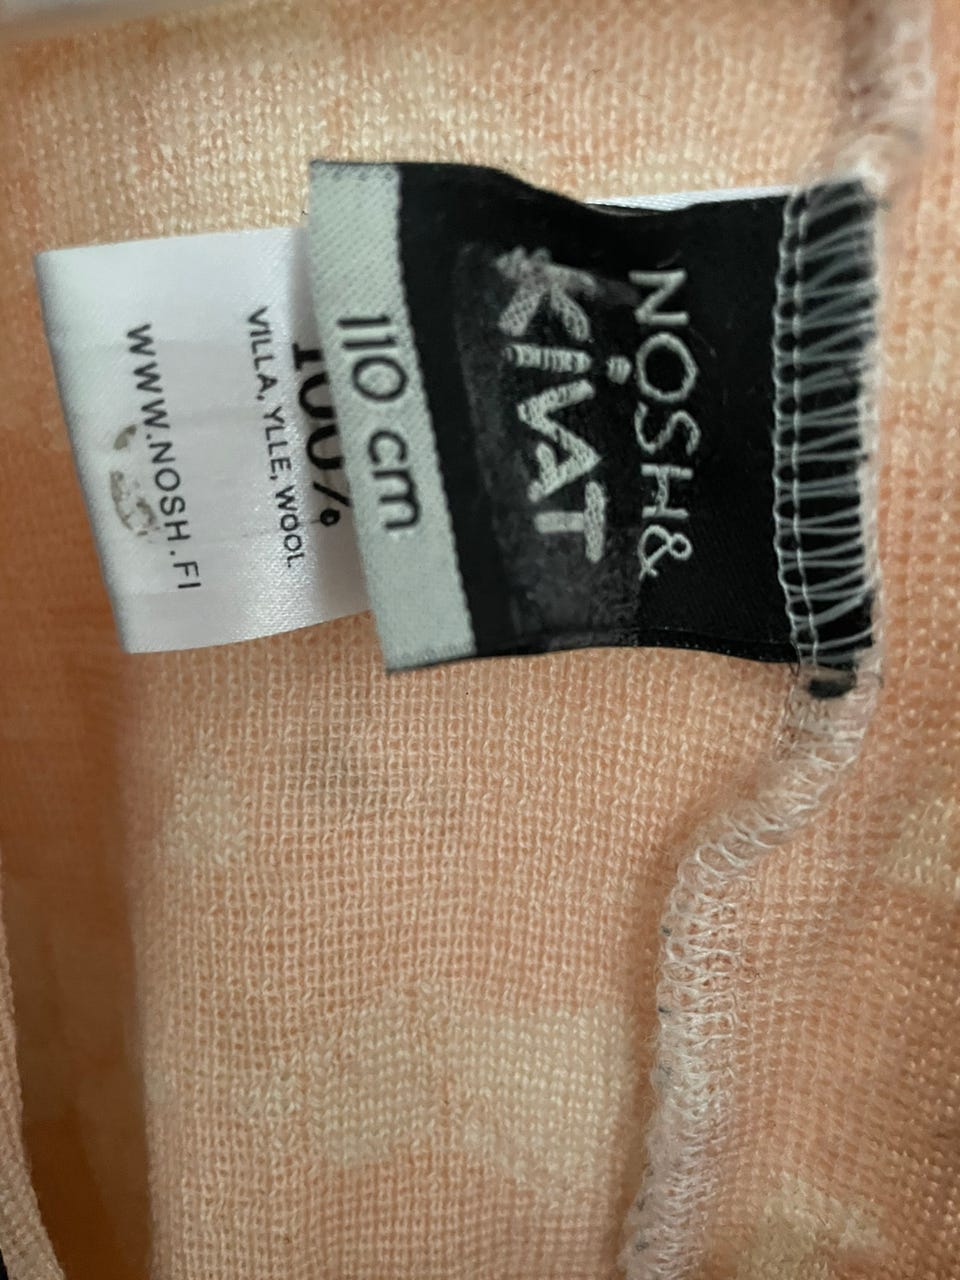 NOSH&
KiVAT
110 cm
100%
VILLA, YLLE, WOOL
WWW.NOSH.FI